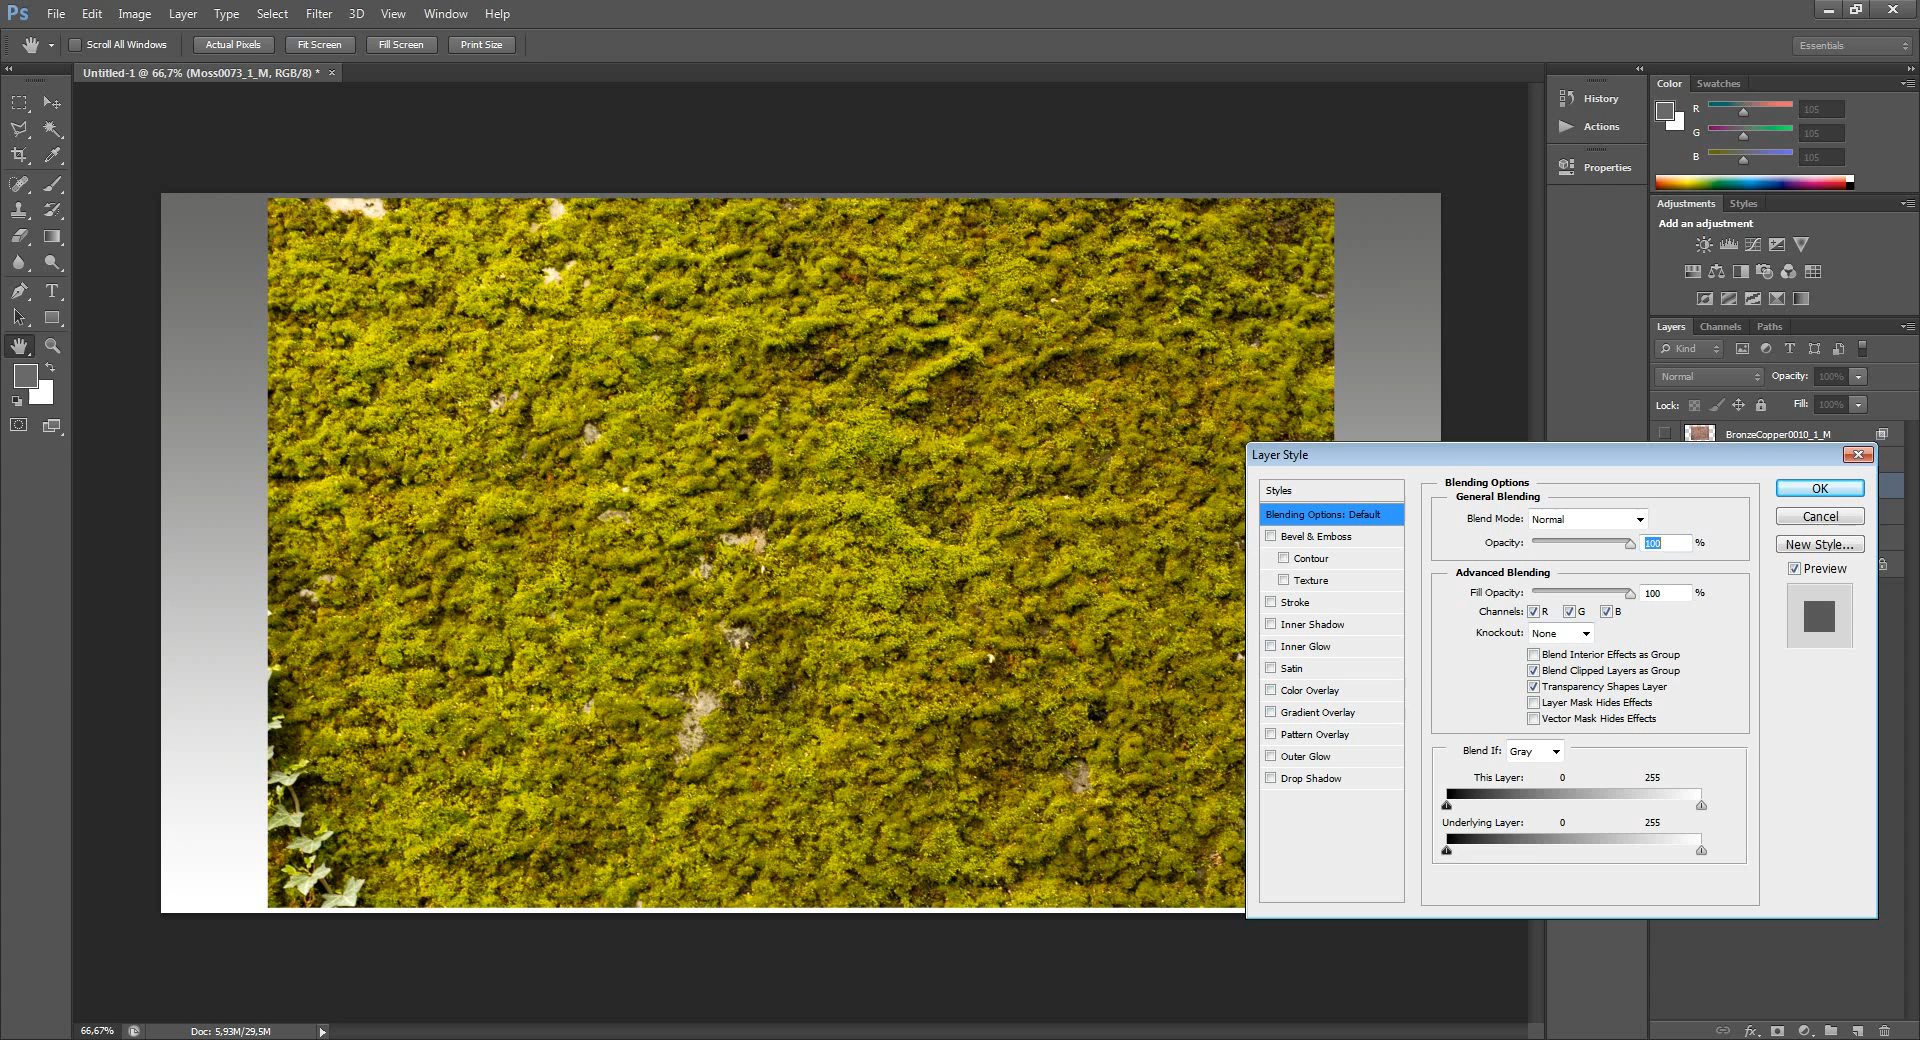 Ps File Edit Image Layer Type Select Filter 3D View Window Help
Scroll All Windows Actual Pixels Fit Screen Fill Screen Print Size Essentials
Untitled-1 @ 66,7% (Moss0073_1_M, RGB/8) * ×
History
Actions
Properties
Color Swatches
R 105
G 105
B 105
Adjustments Styles
Add an adjustment
Layers Channels Paths
Kind
Normal Opacity: 100%
Lock: Fill: 100%
BronzeCopper0010_1_M
Layer Style
Styles
Blending Options: Default
Bevel & Emboss
Contour
Texture
Stroke
Inner Shadow
Inner Glow
Satin
Color Overlay
Gradient Overlay
Pattern Overlay
Outer Glow
Drop Shadow
Blending Options
General Blending
Blend Mode: Normal
Opacity: 100 %
Advanced Blending
Fill Opacity: 100 %
Channels: R G B
Knockout: None
Blend Interior Effects as Group
Blend Clipped Layers as Group
Transparency Shapes Layer
Layer Mask Hides Effects
Vector Mask Hides Effects
Blend If: Gray
This Layer: 0 255
Underlying Layer: 0 255
OK
Cancel
New Style...
Preview
66,67% Doc: 5,93M/29,5M
fx